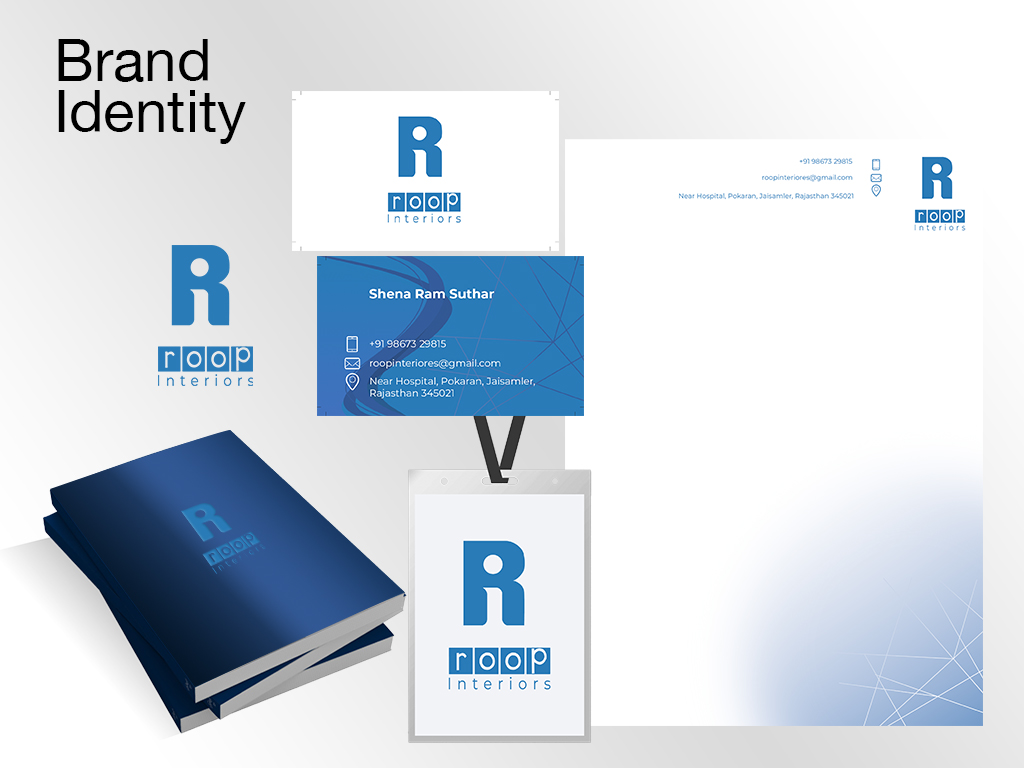 Brand
Identity
R
roop
Interiors
+91 98673 29815
roopinteriores@gmail.com
Near Hospital, Pokaran, Jaisamler, Rajasthan 345021
R
roop
Interiors
Shena Ram Suthar
+91 98673 29815
roopinteriores@gmail.com
Near Hospital, Pokaran, Jaisamler,
Rajasthan 345021
R
roop
Interiors
R
roop
Interiors
R
roop
Interiors